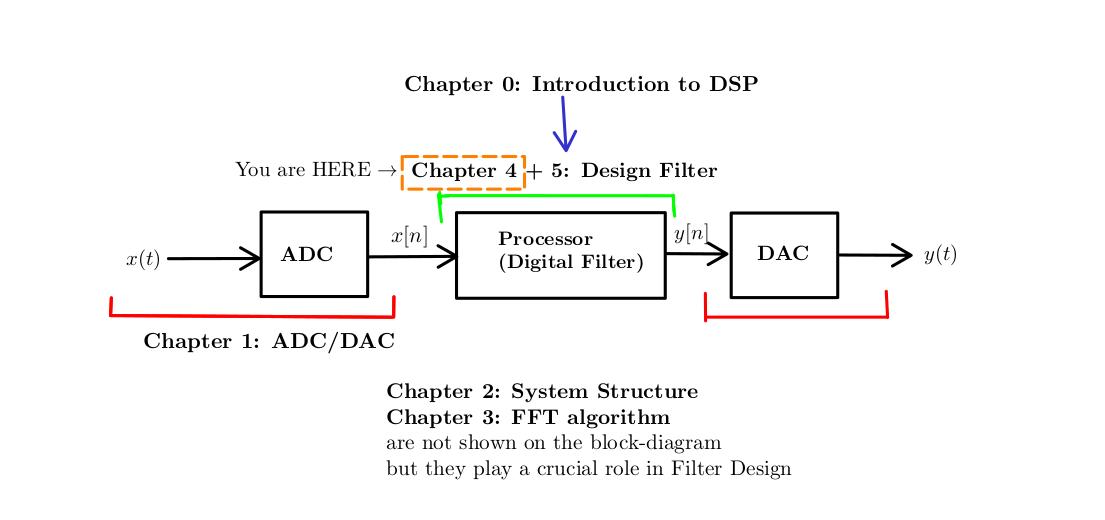 Chapter 0: Introduction to DSP
You are HERE → Chapter 4 + 5: Design Filter
x(t)
ADC
x[n]
Processor
(Digital Filter)
y[n]
DAC
y(t)
Chapter 1: ADC/DAC
Chapter 2: System Structure
Chapter 3: FFT algorithm
are not shown on the block-diagram
but they play a crucial role in Filter Design